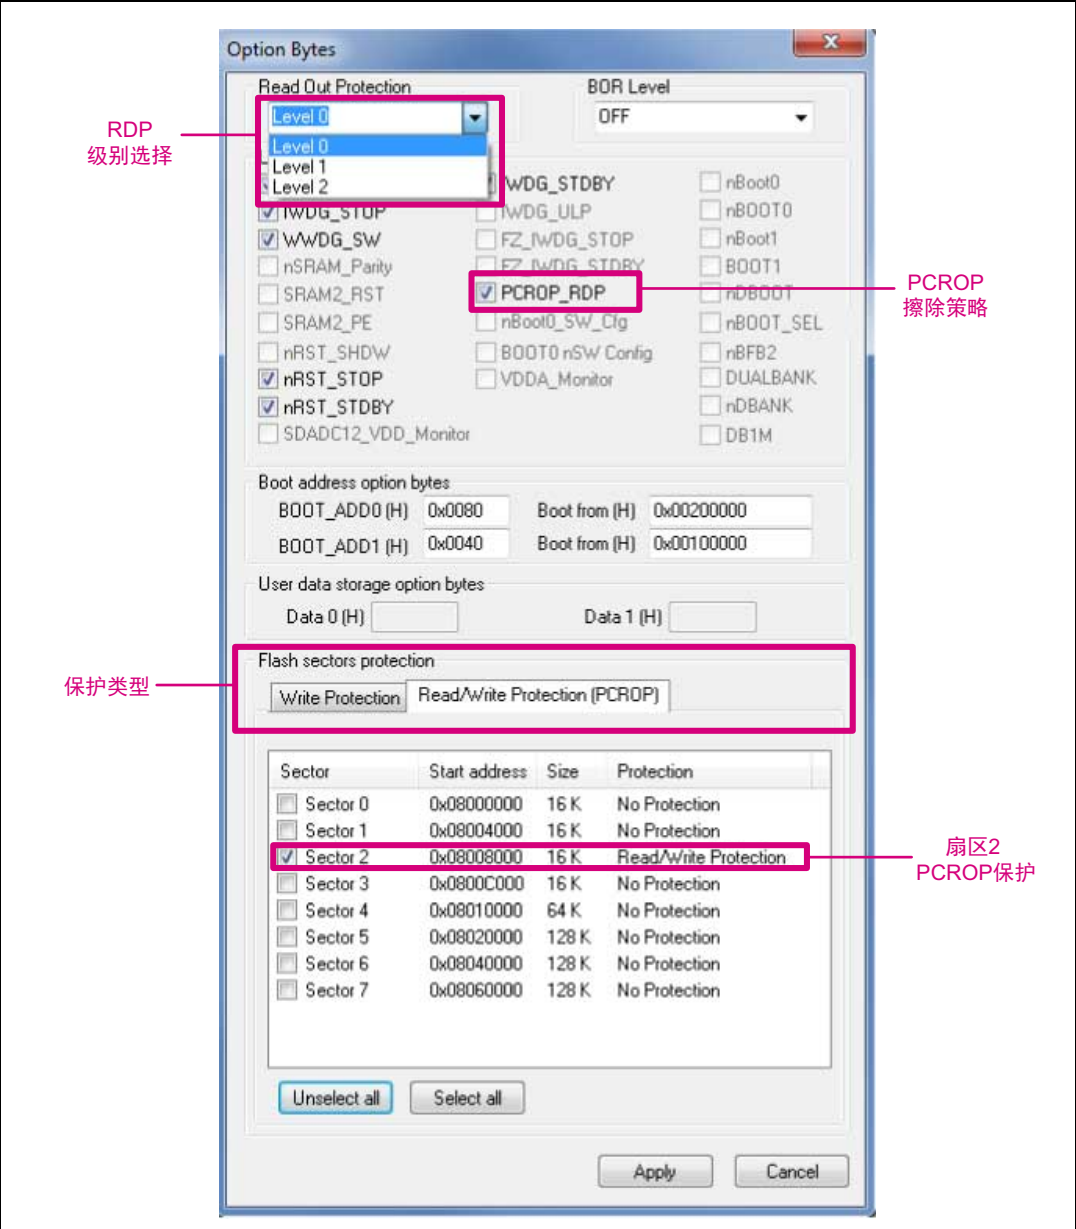 Option Bytes
Read Out Protection
BOR Level
Level 0
OFF
Level 0
Level 1
Level 2
RDP
级别选择
WDG_STDBY
nBoot0
IWDG_STOP
IWDG_ULP
nBOOT0
WWDG_SW
FZ_IWDG_STOP
nBoot1
nSRAM_Parity
FZ_IWDG_STDBY
BOOT1
SRAM2_RST
PCROP_RDP
nDBOOT
PCROP
擦除策略
SRAM2_PE
nBoot0_SW_Cfg
nBOOT_SEL
nRST_SHDW
BOOT0 nSW Config
nBFB2
nRST_STOP
VDDA_Monitor
DUALBANK
nRST_STDBY
nDBANK
SDADC12_VDD_Monitor
DB1M
Boot address option bytes
BOOT_ADD0 (H) 0x0080 Boot from (H) 0x00200000
BOOT_ADD1 (H) 0x0040 Boot from (H) 0x00100000
User data storage option bytes
Data 0 (H) Data 1 (H)
Flash sectors protection
保护类型
Write Protection Read/Write Protection (PCROP)
Sector Start address Size Protection
Sector 0 0x08000000 16 K No Protection
Sector 1 0x08004000 16 K No Protection
Sector 2 0x08008000 16 K Read/Write Protection
扇区2
PCROP保护
Sector 3 0x0800C000 16 K No Protection
Sector 4 0x08010000 64 K No Protection
Sector 5 0x08020000 128 K No Protection
Sector 6 0x08040000 128 K No Protection
Sector 7 0x08060000 128 K No Protection
Unselect all Select all
Apply Cancel